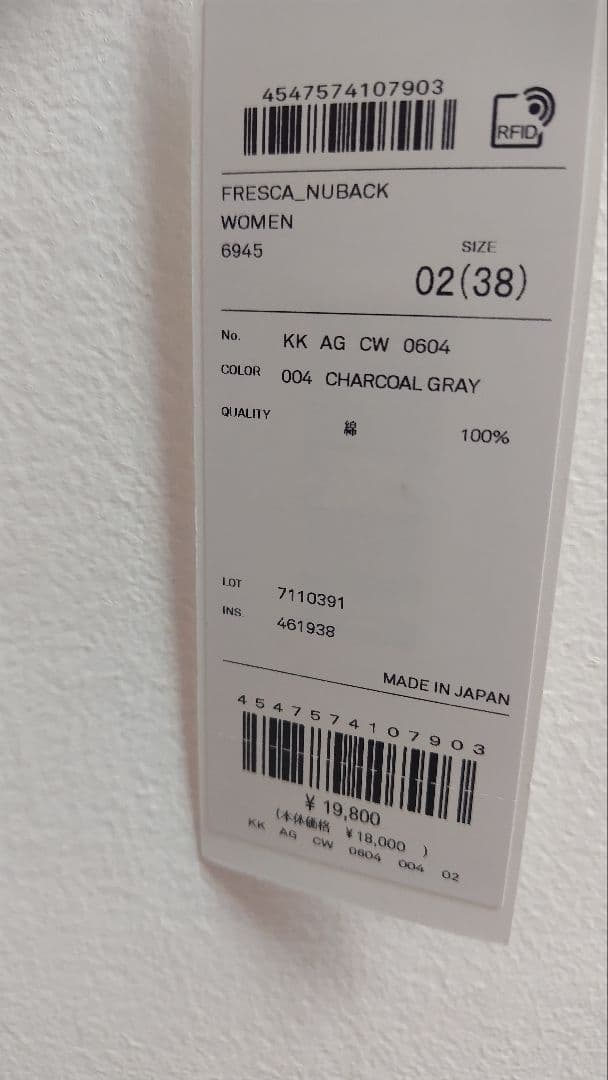 4547574107903
RFID
FRESCA_NUBACK
WOMEN
6945
SIZE
02(38)
No. KK AG CW 0604
COLOR 004 CHARCOAL GRAY
QUALITY 綿 100%
LOT 7110391
INS 461938
MADE IN JAPAN
4547574107903
¥ 19,800
(本体価格 ¥18,000 )
KK AG CW 0604 004 02